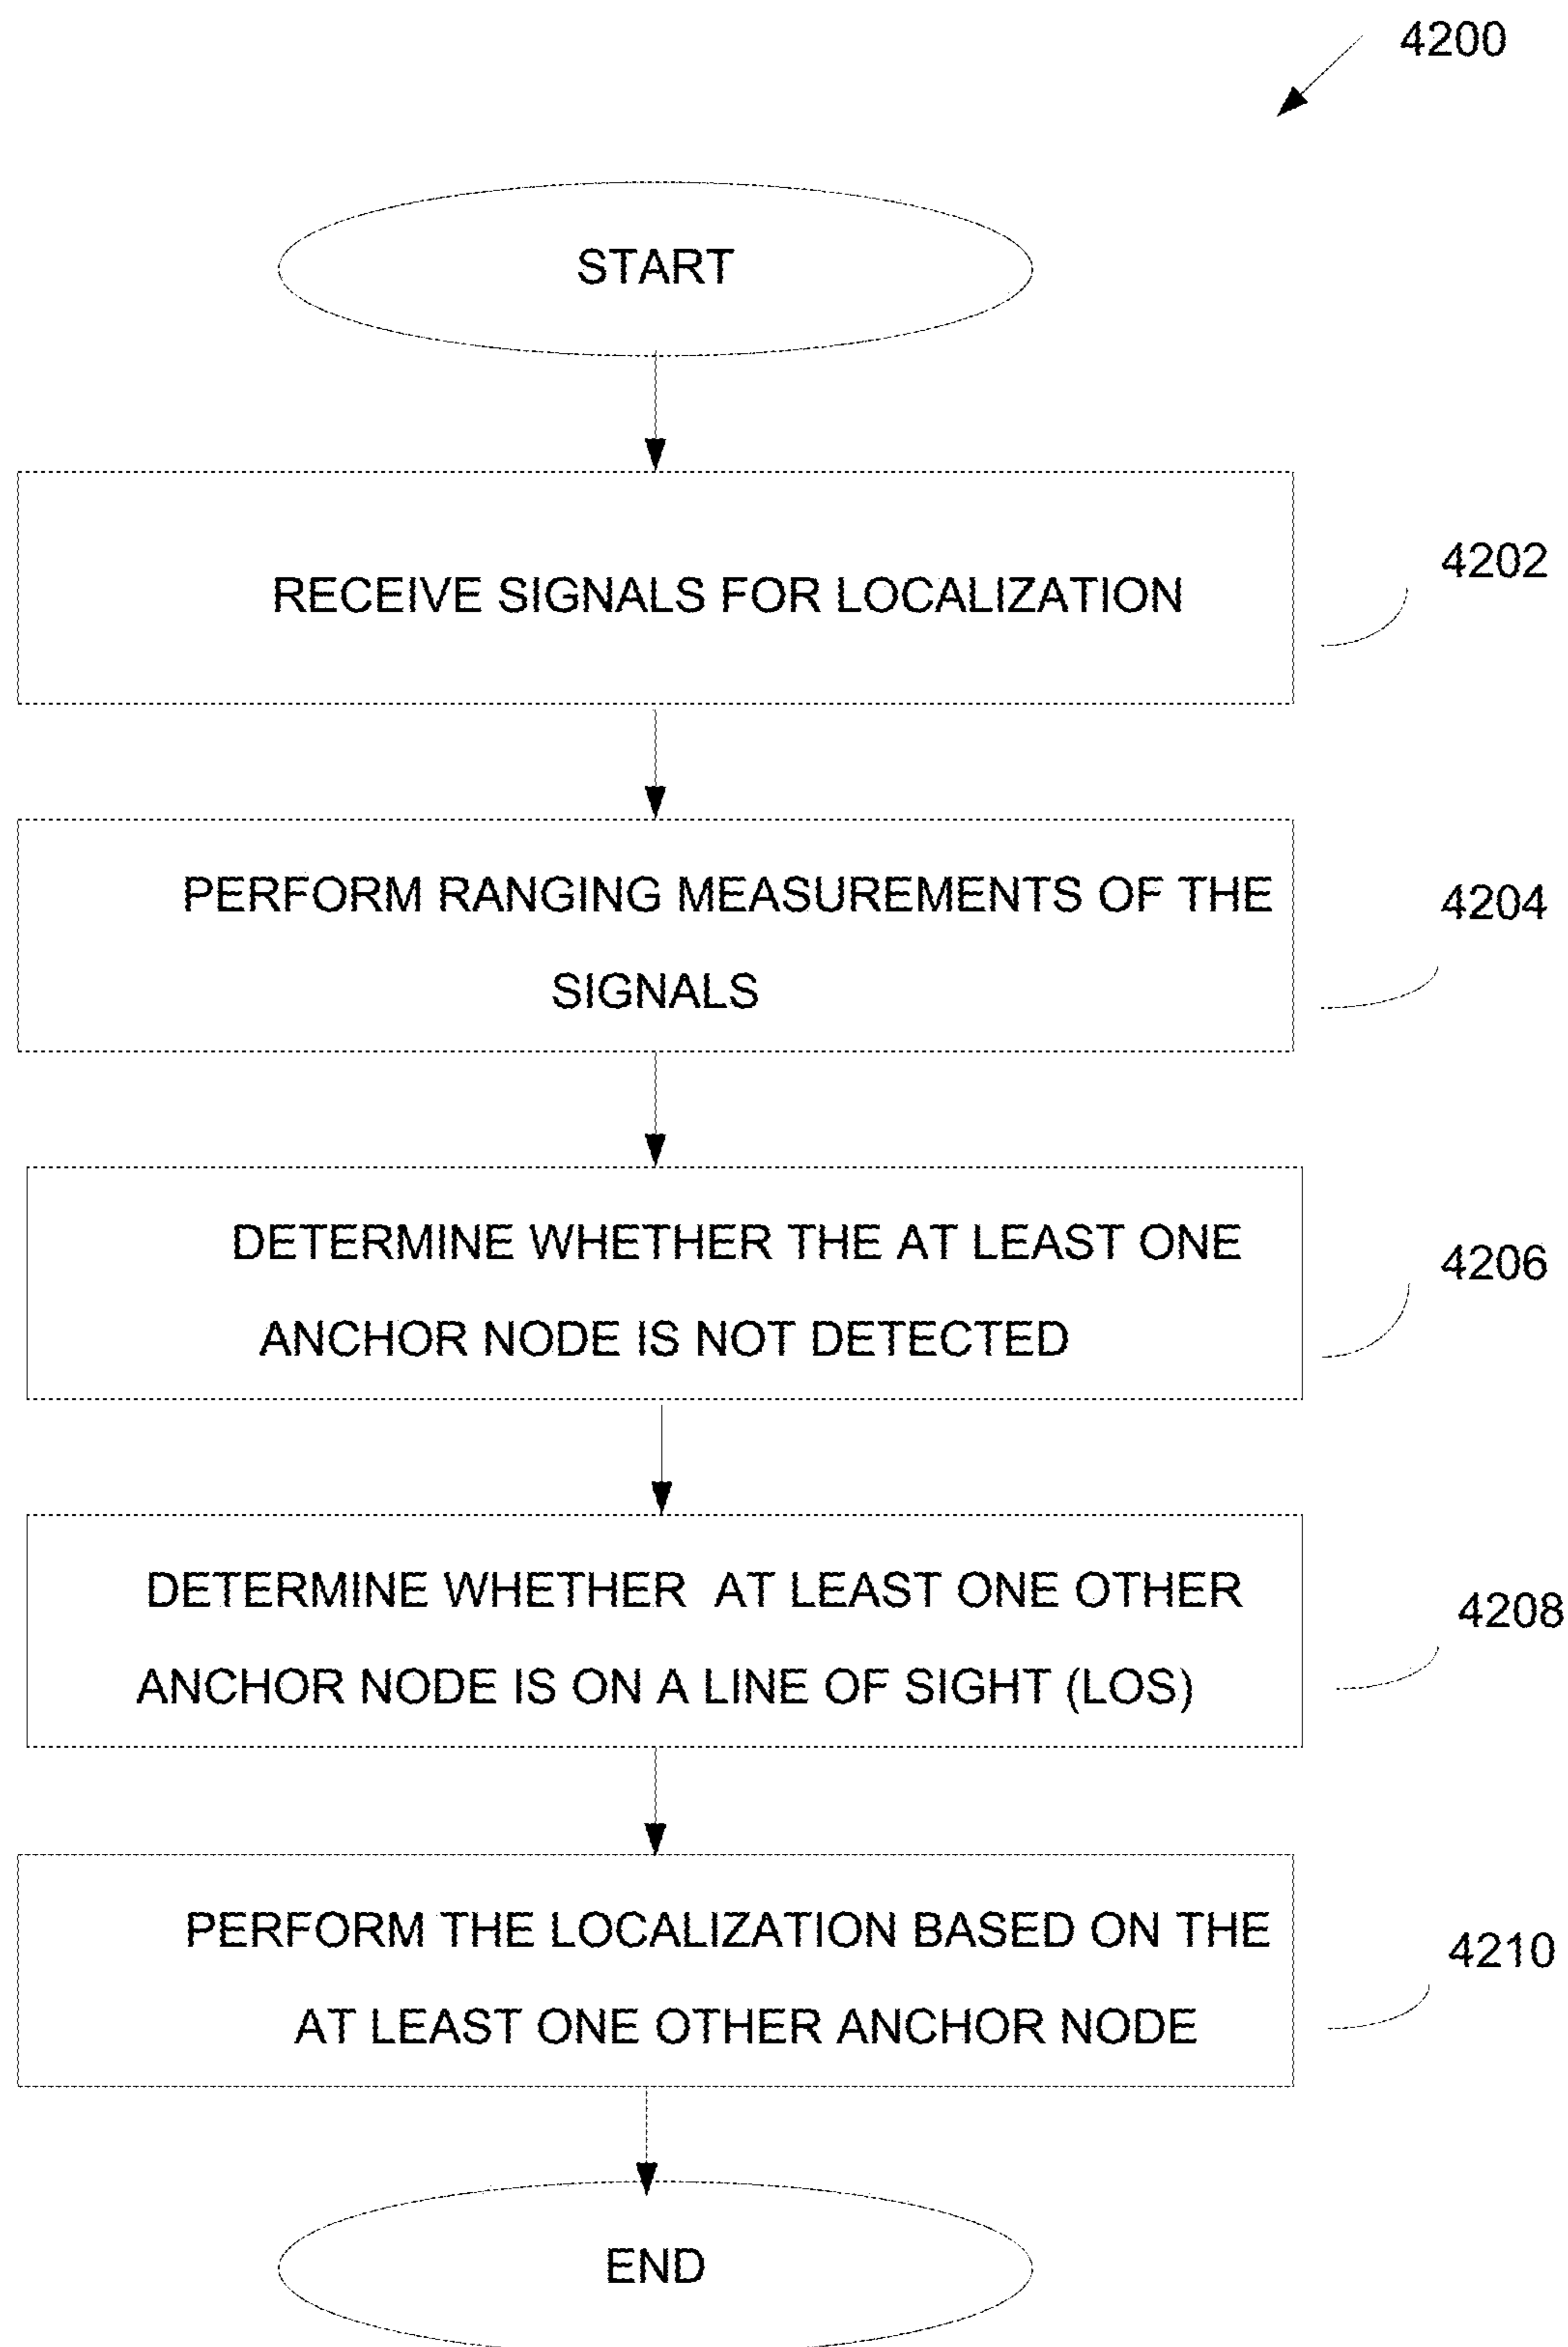 4200
START
RECEIVE SIGNALS FOR LOCALIZATION
4202
PERFORM RANGING MEASUREMENTS OF THE
SIGNALS
4204
DETERMINE WHETHER THE AT LEAST ONE
ANCHOR NODE IS NOT DETECTED
4206
DETERMINE WHETHER AT LEAST ONE OTHER
ANCHOR NODE IS ON A LINE OF SIGHT (LOS)
4208
PERFORM THE LOCALIZATION BASED ON THE
AT LEAST ONE OTHER ANCHOR NODE
4210
END